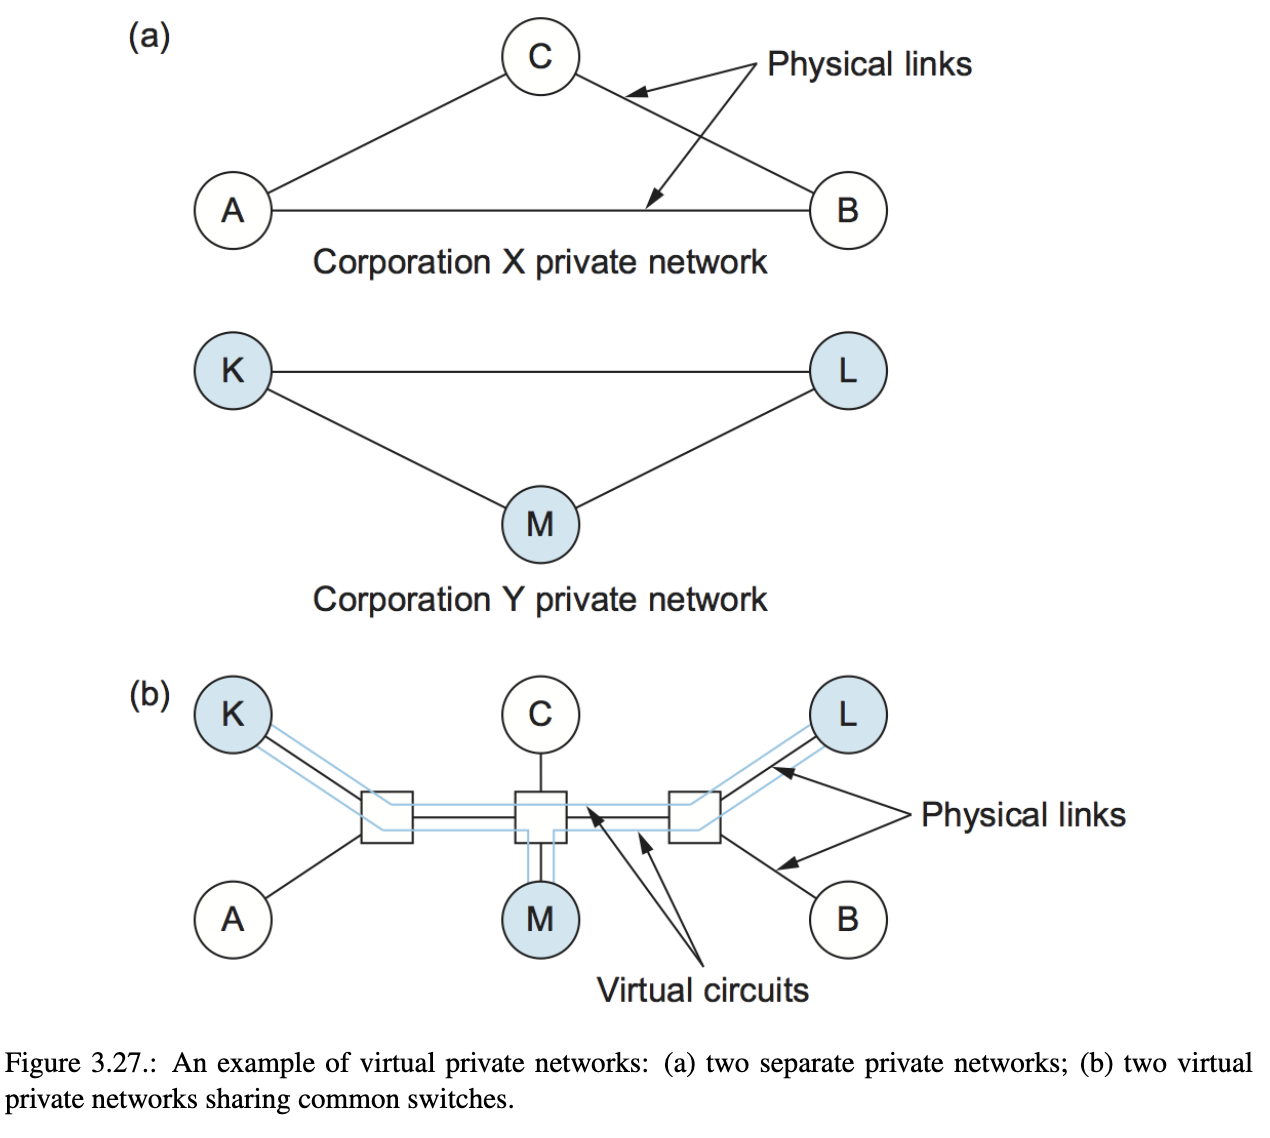 (a)
C
Physical links
A
B
Corporation X private network
K
L
M
Corporation Y private network
(b)
K
C
L
Physical links
A
M
B
Virtual circuits
Figure 3.27.: An example of virtual private networks: (a) two separate private networks; (b) two virtual
private networks sharing common switches.